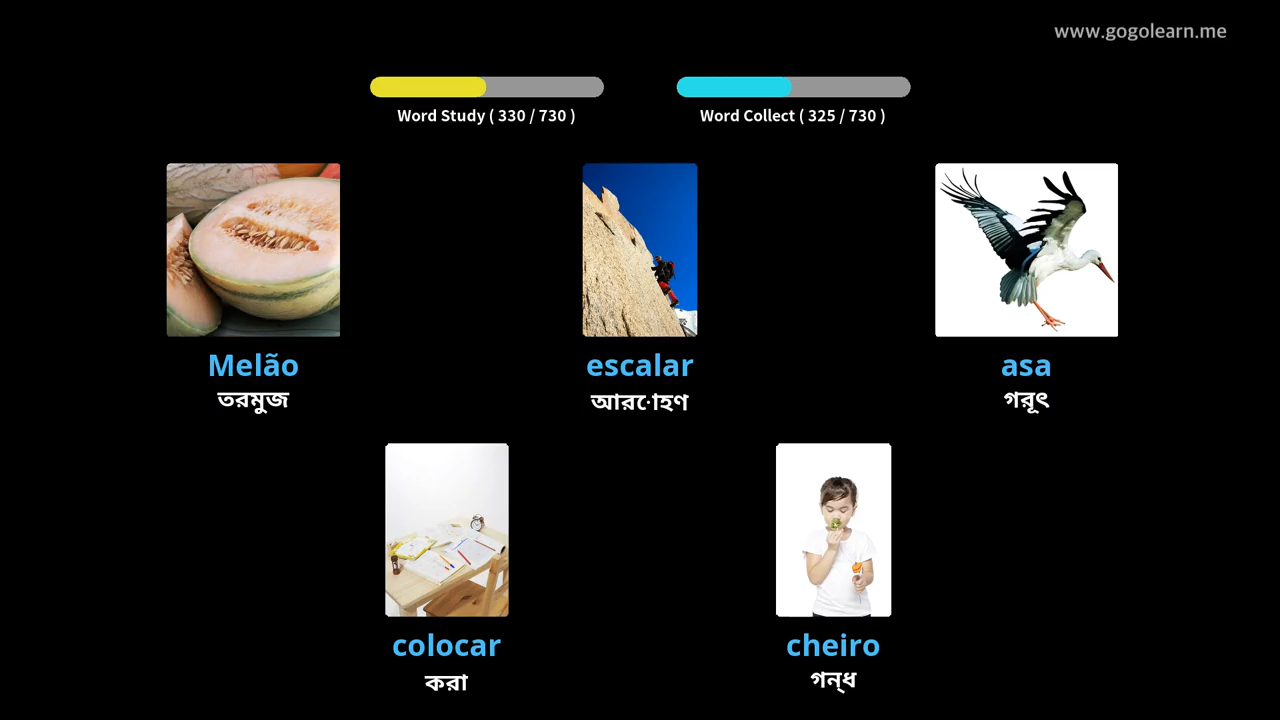 www.gogolearn.me
Word Study ( 330 / 730 )
Word Collect ( 325 / 730 )
Melão
তরমুজ
escalar
আরোহণ
asa
গরূৎ
colocar
করা
cheiro
গন্ধ